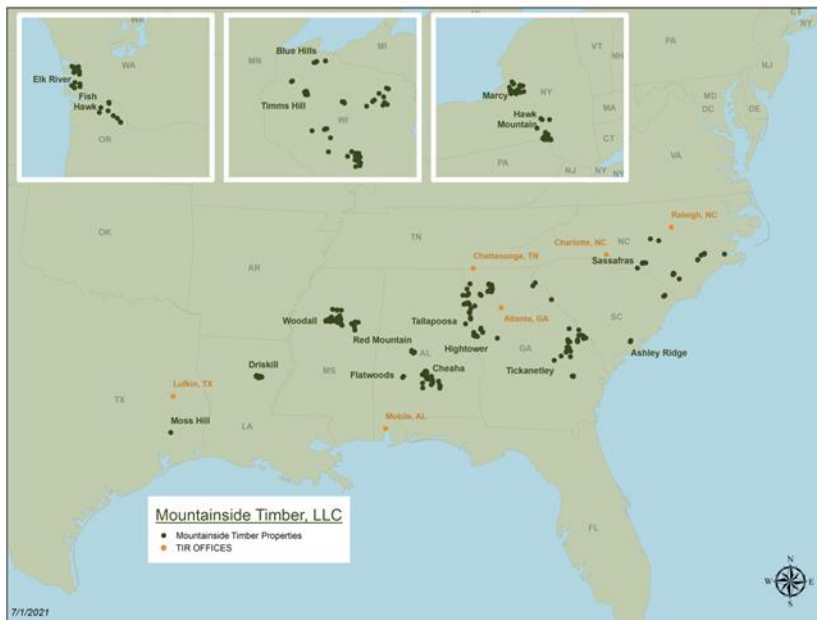 WA
Elk River
Fish
Hawk
OR
Blue Hills
MI
MN
Timms Hill
WI
VT
NH
NY
Marcy
Hawk
Mountain
MA
CT
PA
NJ
NY
CT
NY
PA
NJ
MD
DC
DE
VA
OK
TN
AR
Raleigh, NC
Charlotte, NC
NC
Sassafras
Chattanooga, TN
Woodall
Tallapoosa
Atlanta, GA
SC
Red Mountain
Hightower
GA
Ashley Ridge
AL
Driskill
MS
Flatwoods
Cheaha
Tickanetley
Lufkin, TX
TX
Moss Hill
LA
Mobile, AL
FL
Mountainside Timber, LLC
Mountainside Timber Properties
TIR OFFICES
N
W
E
S
7/1/2021